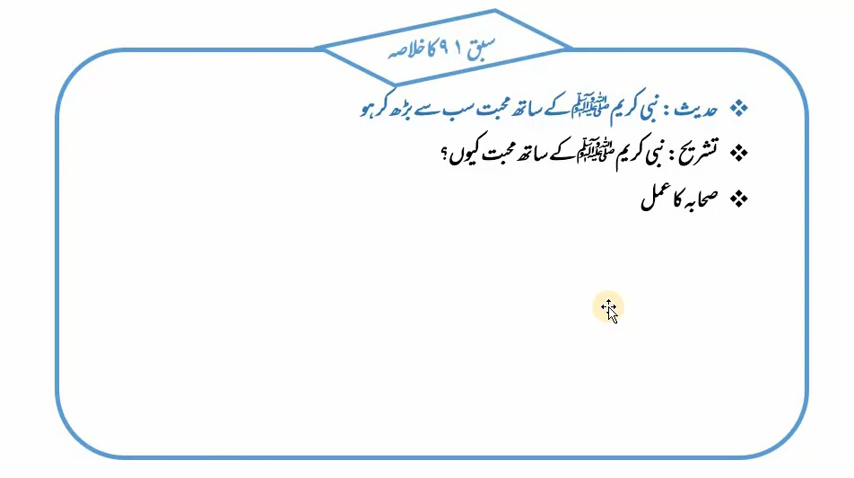 سبق ۹۱ کا خلاصہ
حدیث : نبی کریم ﷺ کے ساتھ محبت سب سے بڑھ کر ہو
تشریح : نبی کریم ﷺ کے ساتھ محبت کیوں؟
صحابہ کا عمل